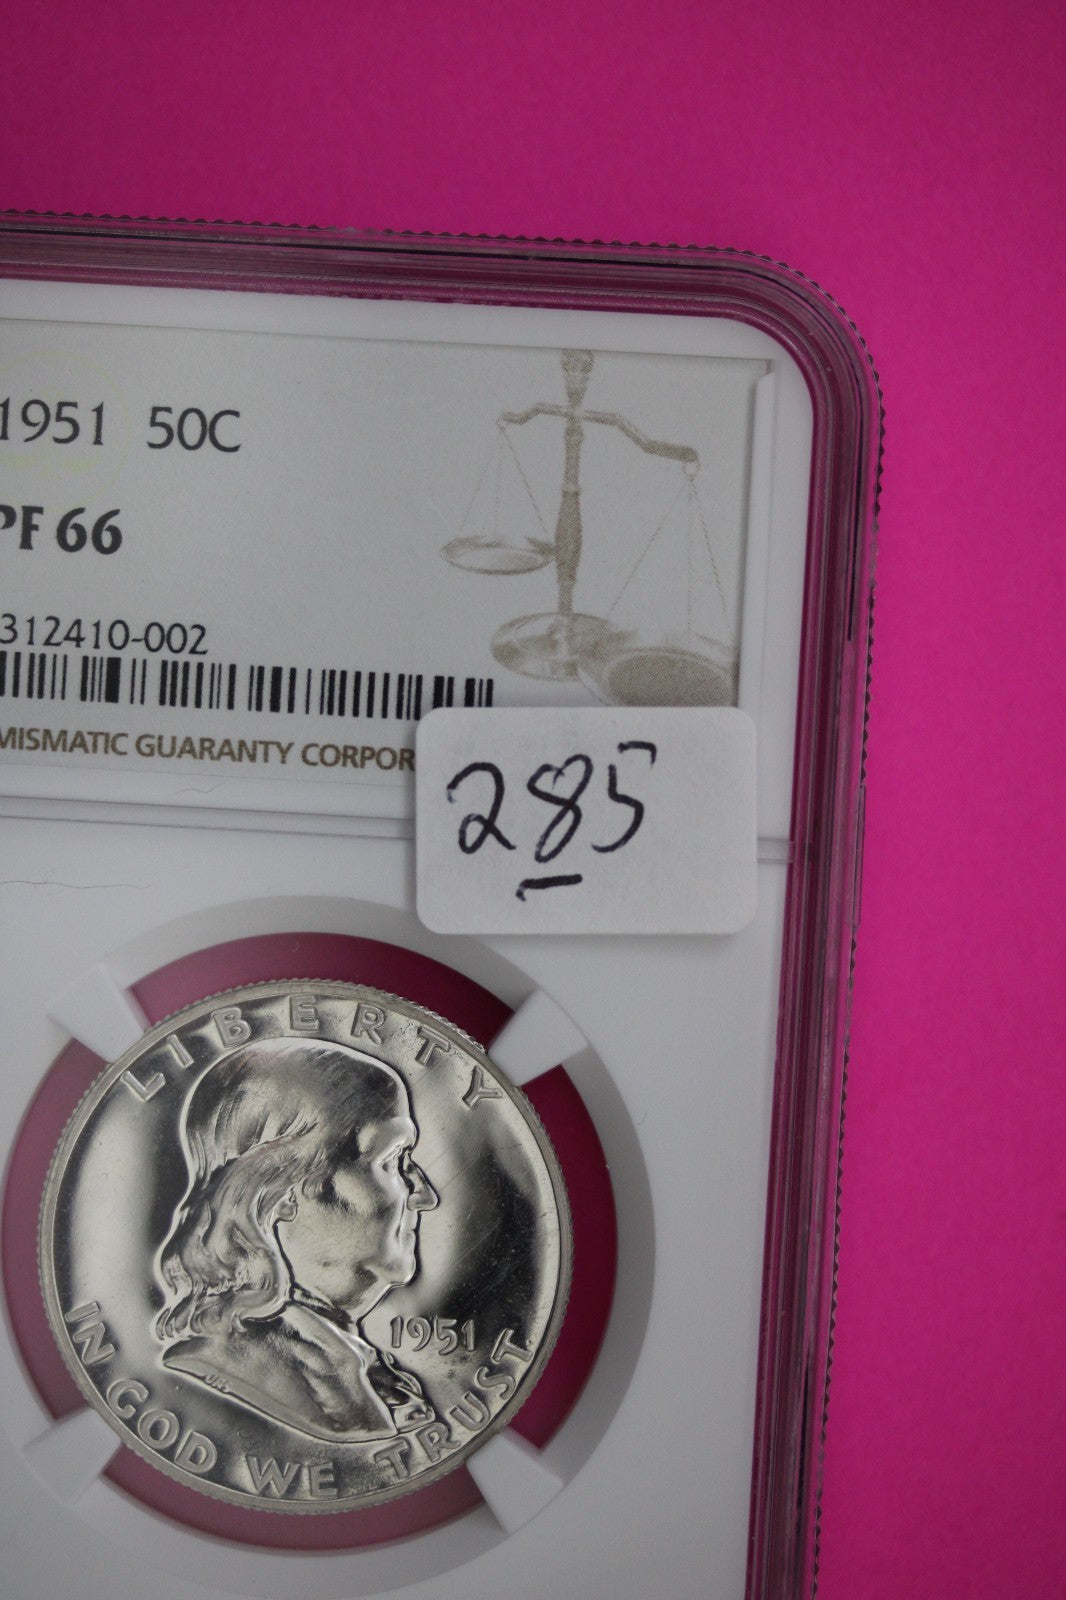 1951 50C
PF 66
312410-002
MISMATIC GUARANTY CORPOR
285
LIBERTY
1951
IN GOD WE TRUST